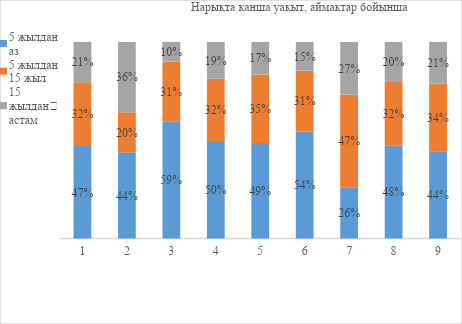 Нарықта қанша уақыт, аймақтар бойынша
5 жылдан
аз
5 жылдан
15 жыл
15
жылдан
астам
21% 36% 10% 19% 17% 15% 27% 20% 21%
32% 20% 31% 32% 35% 31% 47% 32% 34%
47% 44% 59% 50% 49% 54% 26% 48% 44%
1 2 3 4 5 6 7 8 9